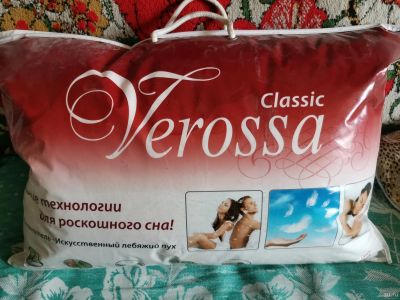 Classic
Verossa
технологии
для роскошного сна!
Искусственный лебяжий пух